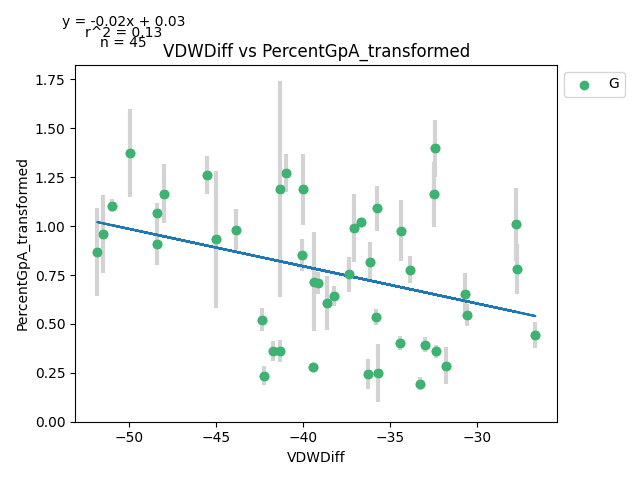 y = -0.02x + 0.03
r^2 = 0.13
n = 45
VDWDiff vs PercentGpA_transformed
G
PercentGpA_transformed
1.75
1.50
1.25
1.00
0.75
0.50
0.25
0.00
−50
−45
−40
−35
−30
VDWDiff